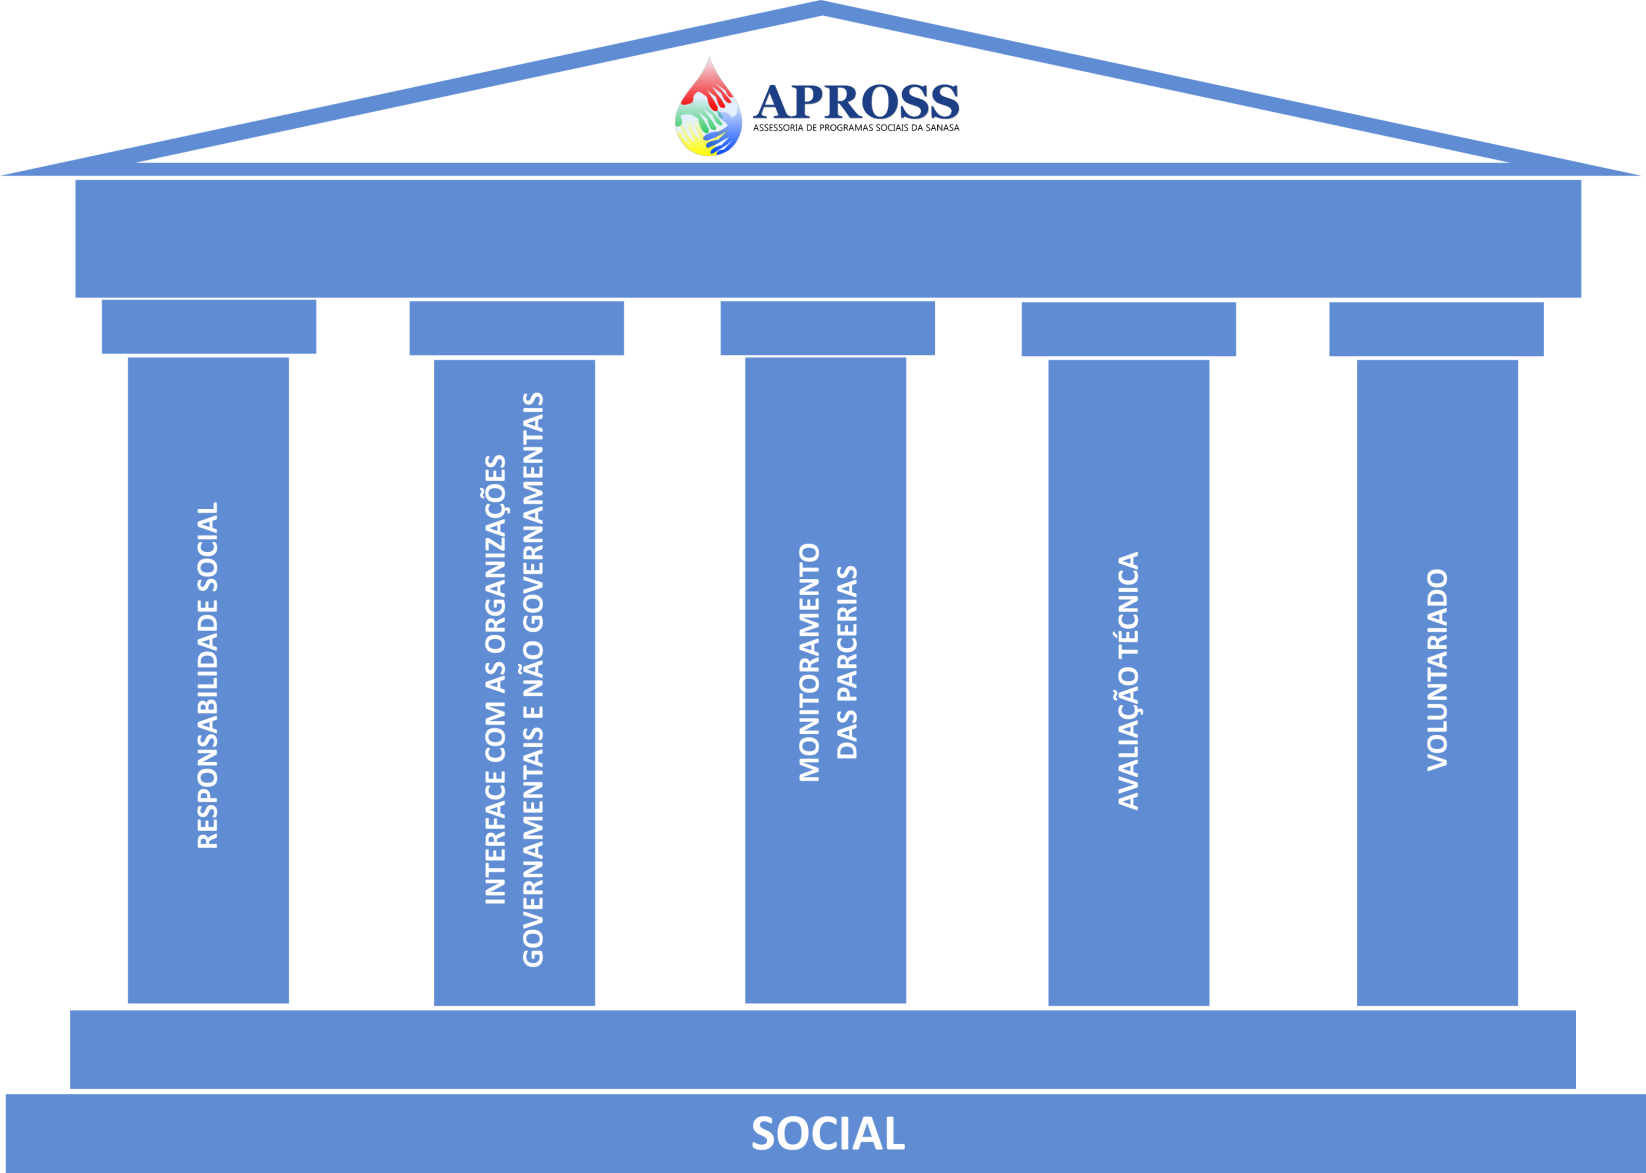 APROSS
ASSESSORIA DE PROGRAMAS SOCIAIS DA SANASA
RESPONSABILIDADE SOCIAL
INTERFACE COM AS ORGANIZAÇÕES
GOVERNAMENTAIS E NÃO GOVERNAMENTAIS
MONITORAMENTO
DAS PARCERIAS
AVALIAÇÃO TÉCNICA
VOLUNTARIADO
SOCIAL